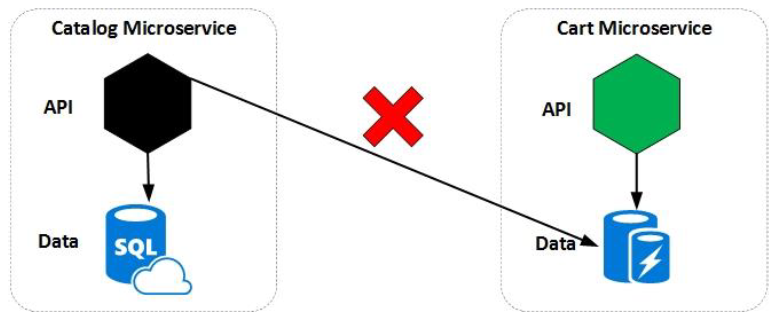 Catalog Microservice
Cart Microservice
API
API
Data
SQL
Data